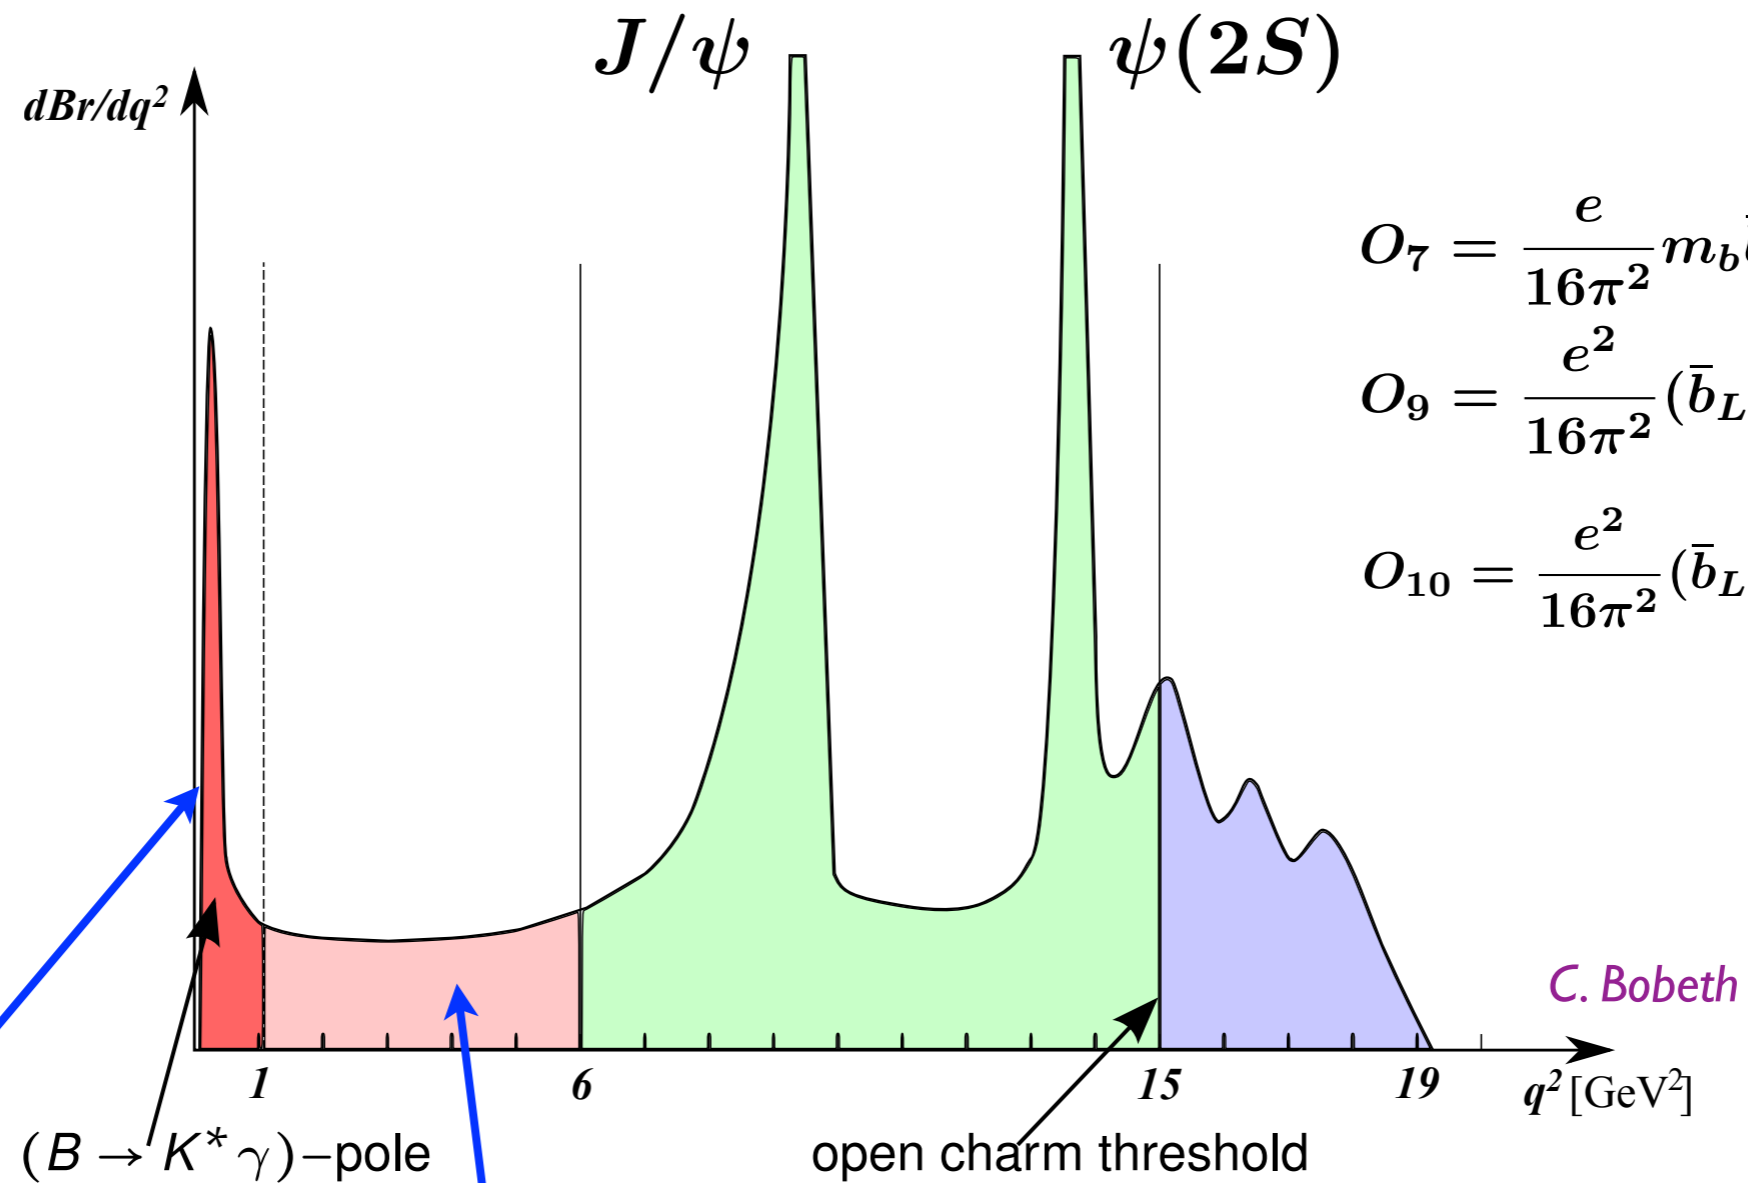 J/ψ
ψ(2S)
dBr/dq²
O₇ = e/16π² m_b
O₉ = e²/16π² (b̄_L
O₁₀ = e²/16π² (b̄_L
C. Bobeth
1 6 15 19 q² [GeV²]
(B → K* γ)–pole
open charm threshold